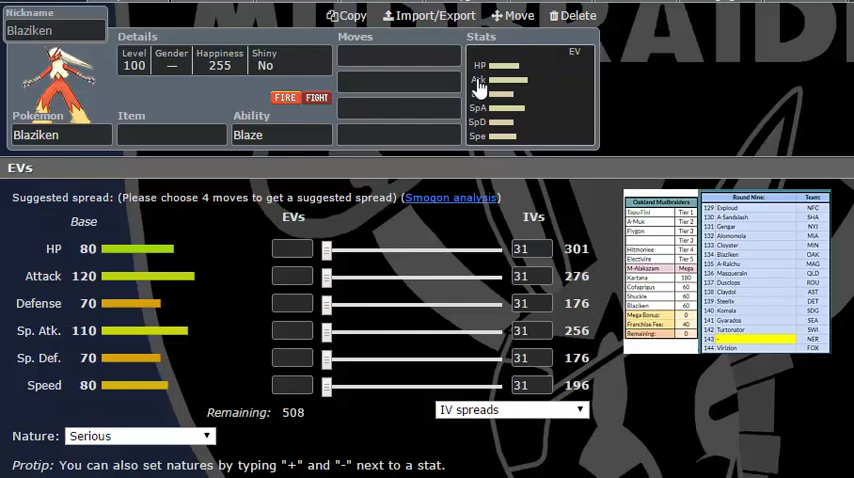 MUDBRAID
Nickname
Copy Import/Export Move Delete
Blaziken
Details
Moves
Stats
Level Gender Happiness Shiny
100 — 255 No
EV
HP
Atk
SpA
SpD
Spe
FIRE FIGHT
Pokémon Item Ability
Blaziken Blaze
EVs
Suggested spread: (Please choose 4 moves to get a suggested spread) (Smogon analysis)
Base EVs IVs
HP 80 31 301
Attack 120 31 276
Defense 70 31 176
Sp. Atk. 110 31 256
Sp. Def. 70 31 176
Speed 80 31 196
Remaining: 508 IV spreads
Nature: Serious
Protip: You can also set natures by typing "+" and "-" next to a stat.
Oakland Mudbraiders
Tapu Fini Tier 1
A-Muk Tier 2
Flygon Tier 3
Tier 3
Hitmonlee Tier 4
Electivire Tier 5
M-Alakazam Mega
Kartana 100
Cofagrigus 60
Shuckle 60
Blaziken 60
Mega Bonus: 0
Franchise Fee: 40
Remaining: 0
Round Nine: Team:
129 Exploud NFC
130 A-Sandslash SHA
131 Gengar NYJ
132 Alomomola MIA
133 Cloyster MIN
134 Blaziken OAK
135 A-Raichu MAG
136 Masquerain QLD
137 Dusclops ROU
138 Claydol AST
139 Steelix DET
140 Komala SDG
141 Gyarados SEA
142 Turtonator SWI
143 - NER
144 Virizion FOX